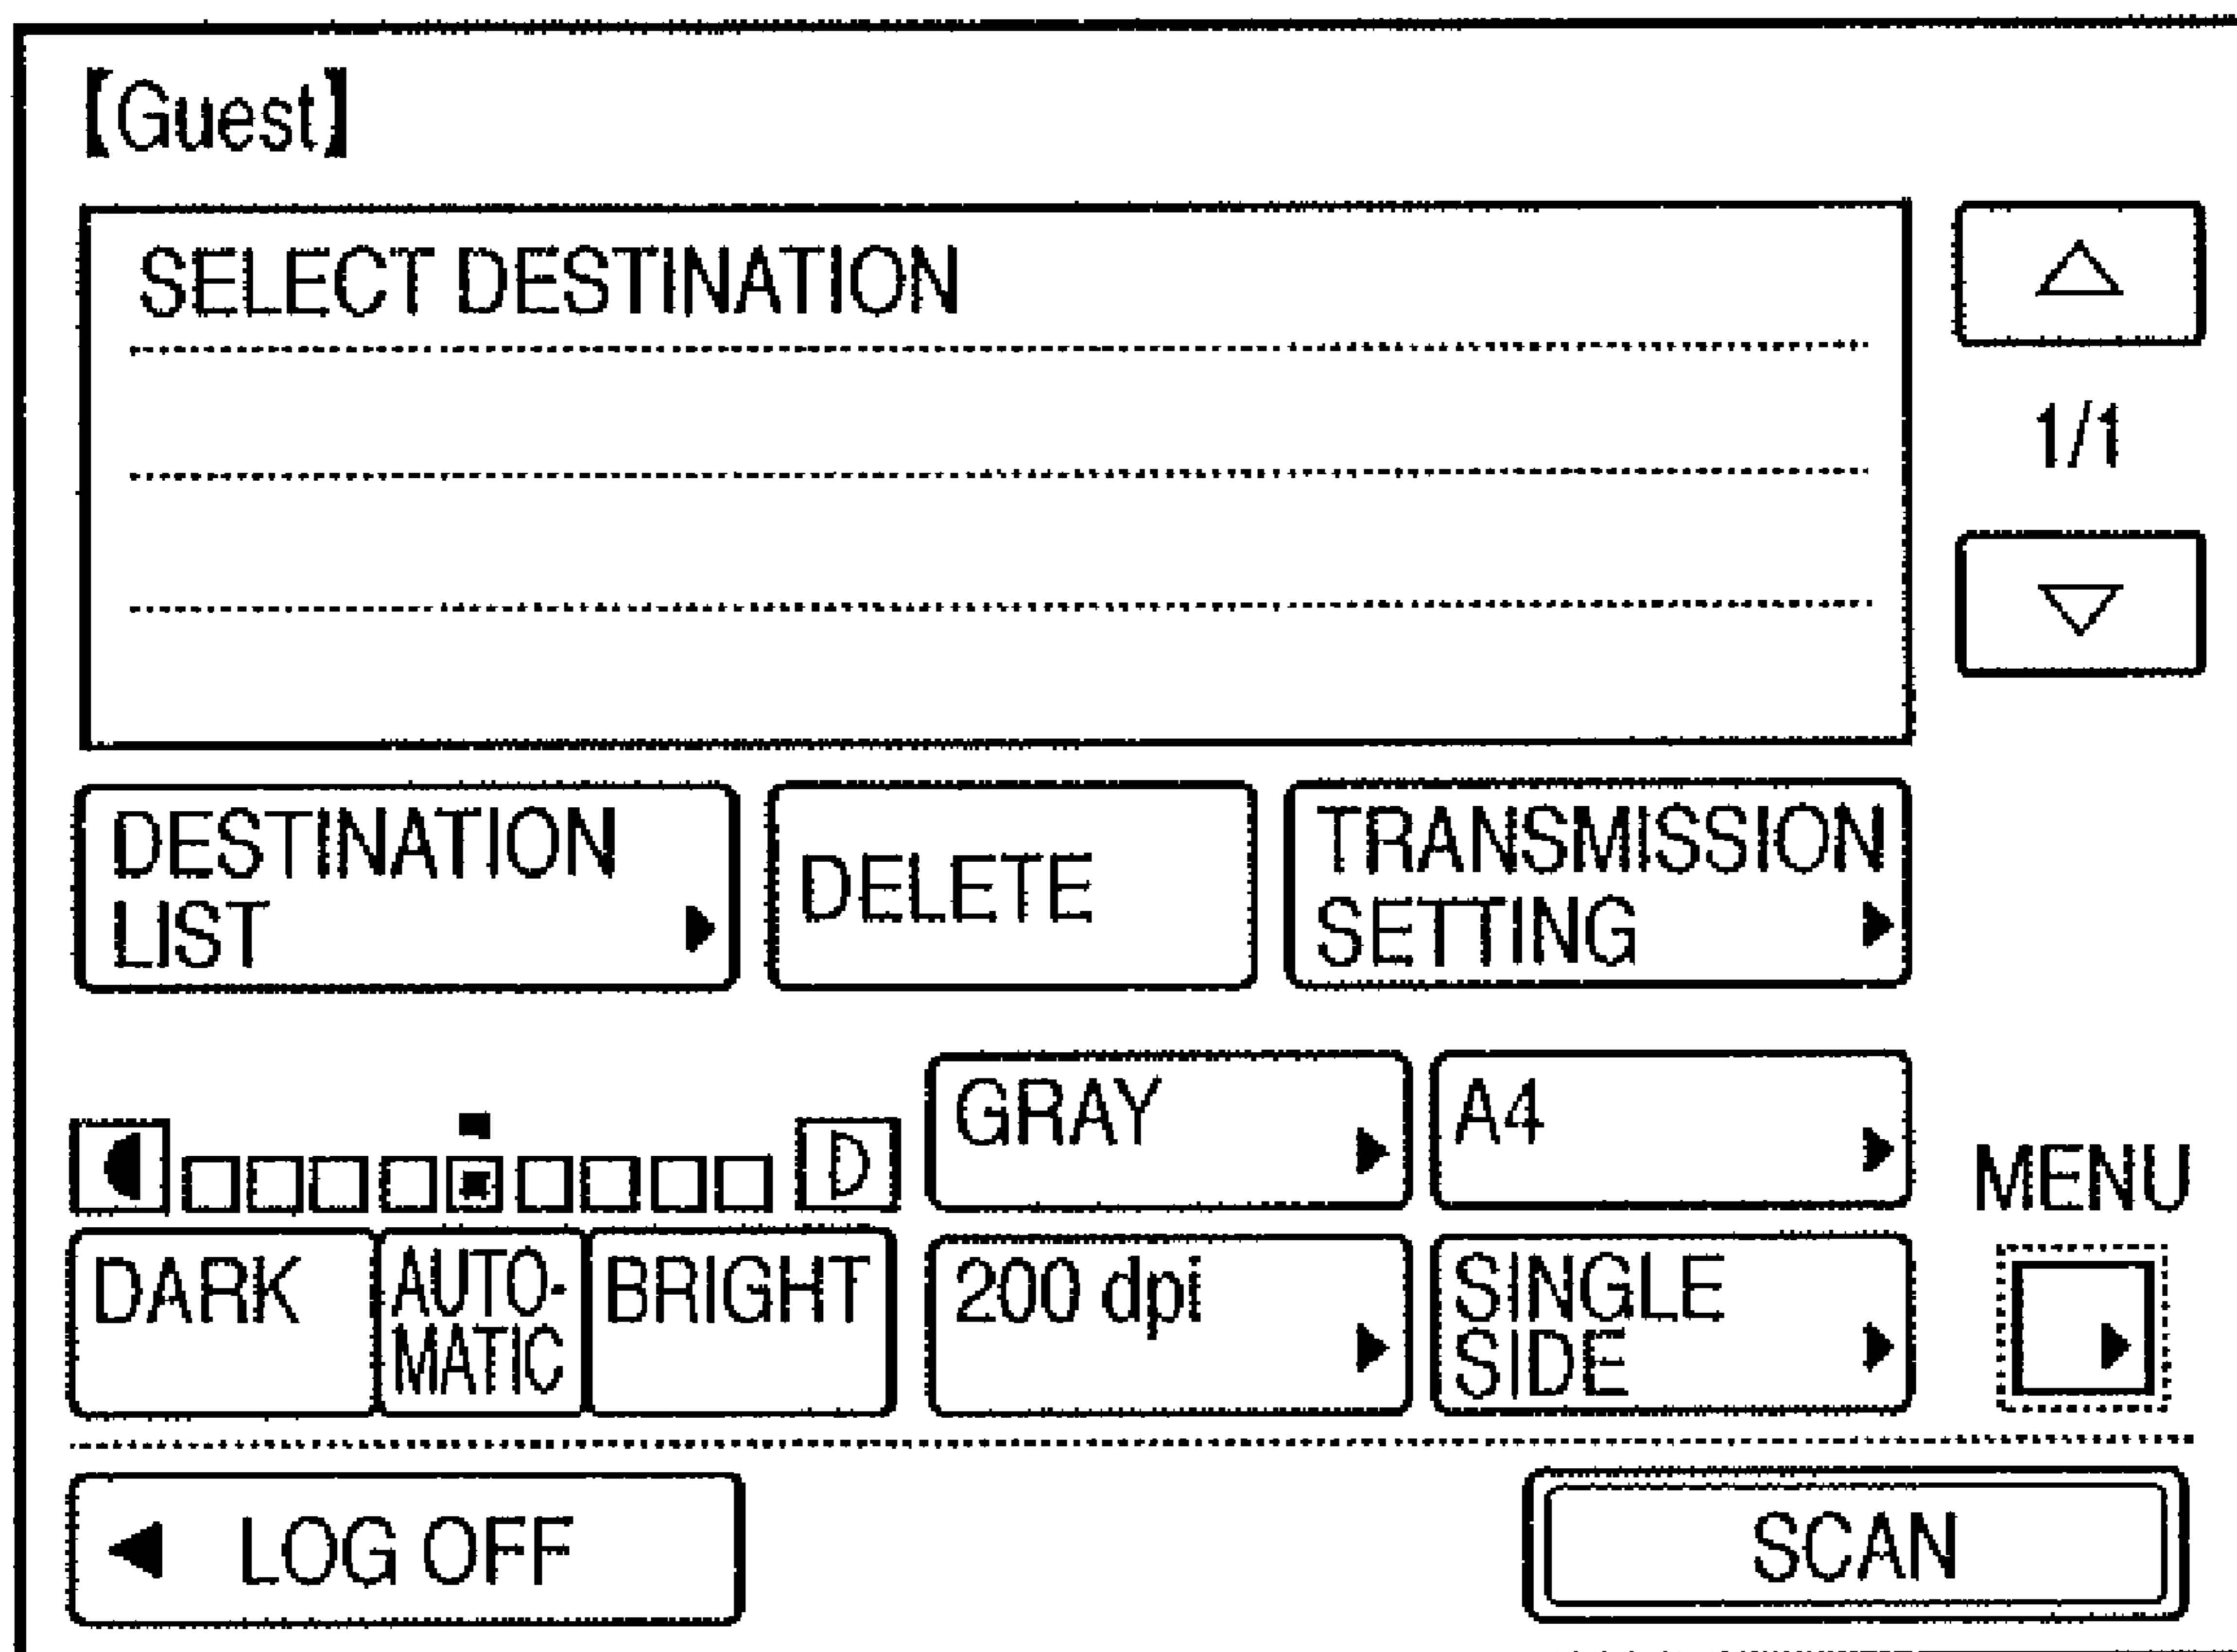 【Guest】
SELECT DESTINATION
1/1
DESTINATION
LIST
DELETE
TRANSMISSION
SETTING
GRAY
A4
MENU
DARK
AUTO-
MATIC
BRIGHT
200 dpi
SINGLE
SIDE
LOG OFF
SCAN